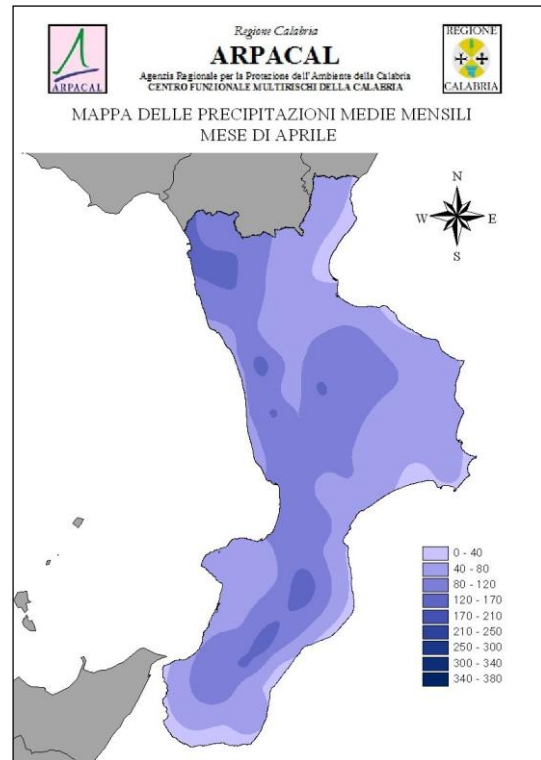 Regione Calabria
ARPACAL
Agenzia Regionale per la Protezione dell'Ambiente della Calabria
CENTRO FUNZIONALE MULTIRISCHI DELLA CALABRIA
ARPACAL
REGIONE
CALABRIA
MAPPA DELLE PRECIPITAZIONI MEDIE MENSILI
MESE DI APRILE
N
W E
S
0 - 40
40 - 80
80 - 120
120 - 170
170 - 210
210 - 250
250 - 300
300 - 340
340 - 380